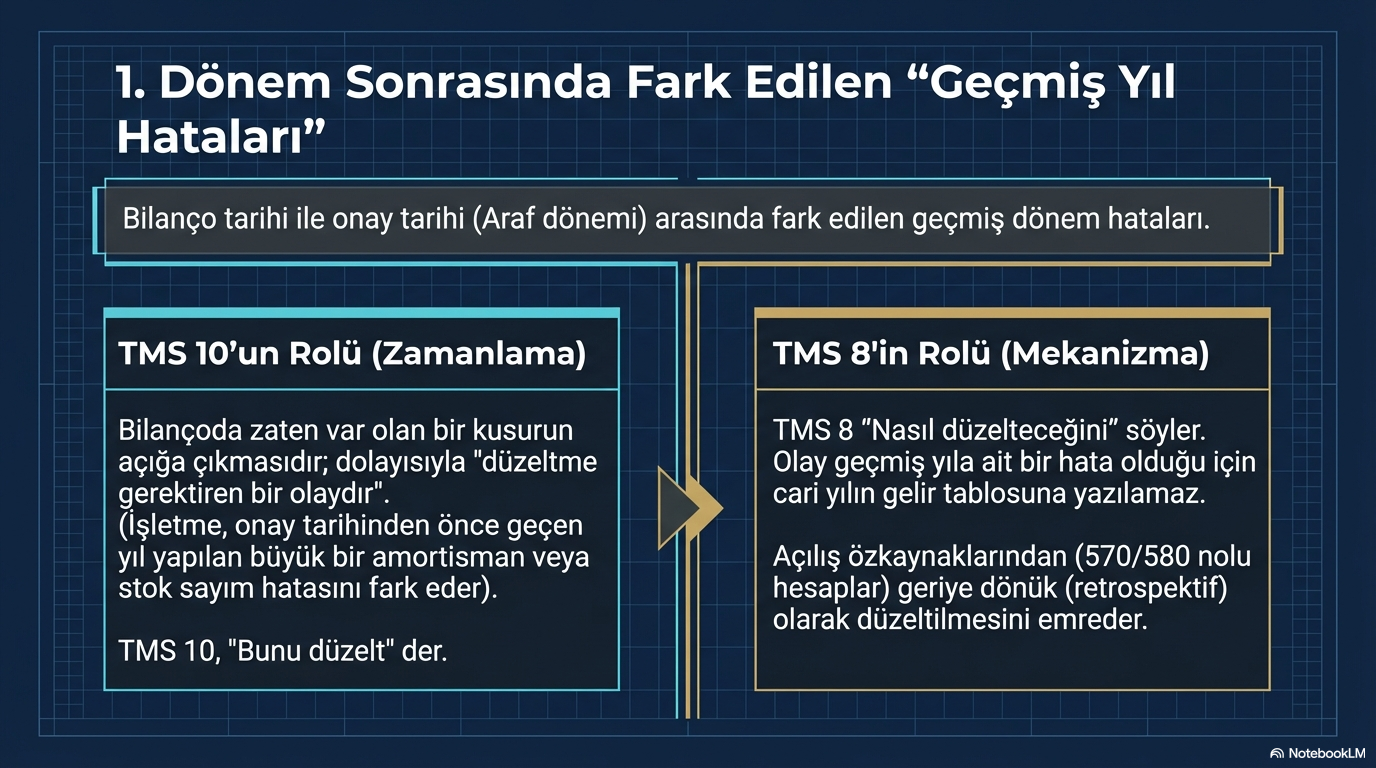 1. Dönem Sonrasında Fark Edilen “Geçmiş Yıl
Hataları”
Bilanço tarihi ile onay tarihi (Araf dönemi) arasında fark edilen geçmiş dönem hataları.
TMS 10’un Rolü (Zamanlama)
Bilançoda zaten var olan bir kusurun
açığa çıkmasıdır; dolayısıyla "düzeltme
gerektiren bir olaydır".
(İşletme, onay tarihinden önce geçen
yıl yapılan büyük bir amortisman veya
stok sayım hatasını fark eder).
TMS 10, "Bunu düzelt" der.
TMS 8'in Rolü (Mekanizma)
TMS 8 “Nasıl düzelteceğini” söyler.
Olay geçmiş yıla ait bir hata olduğu için
cari yılın gelir tablosuna yazılamaz.
Açılış özkaynaklarından (570/580 nolu
hesaplar) geriye dönük (retrospektif)
olarak düzeltilmesini emreder.
NotebookLM